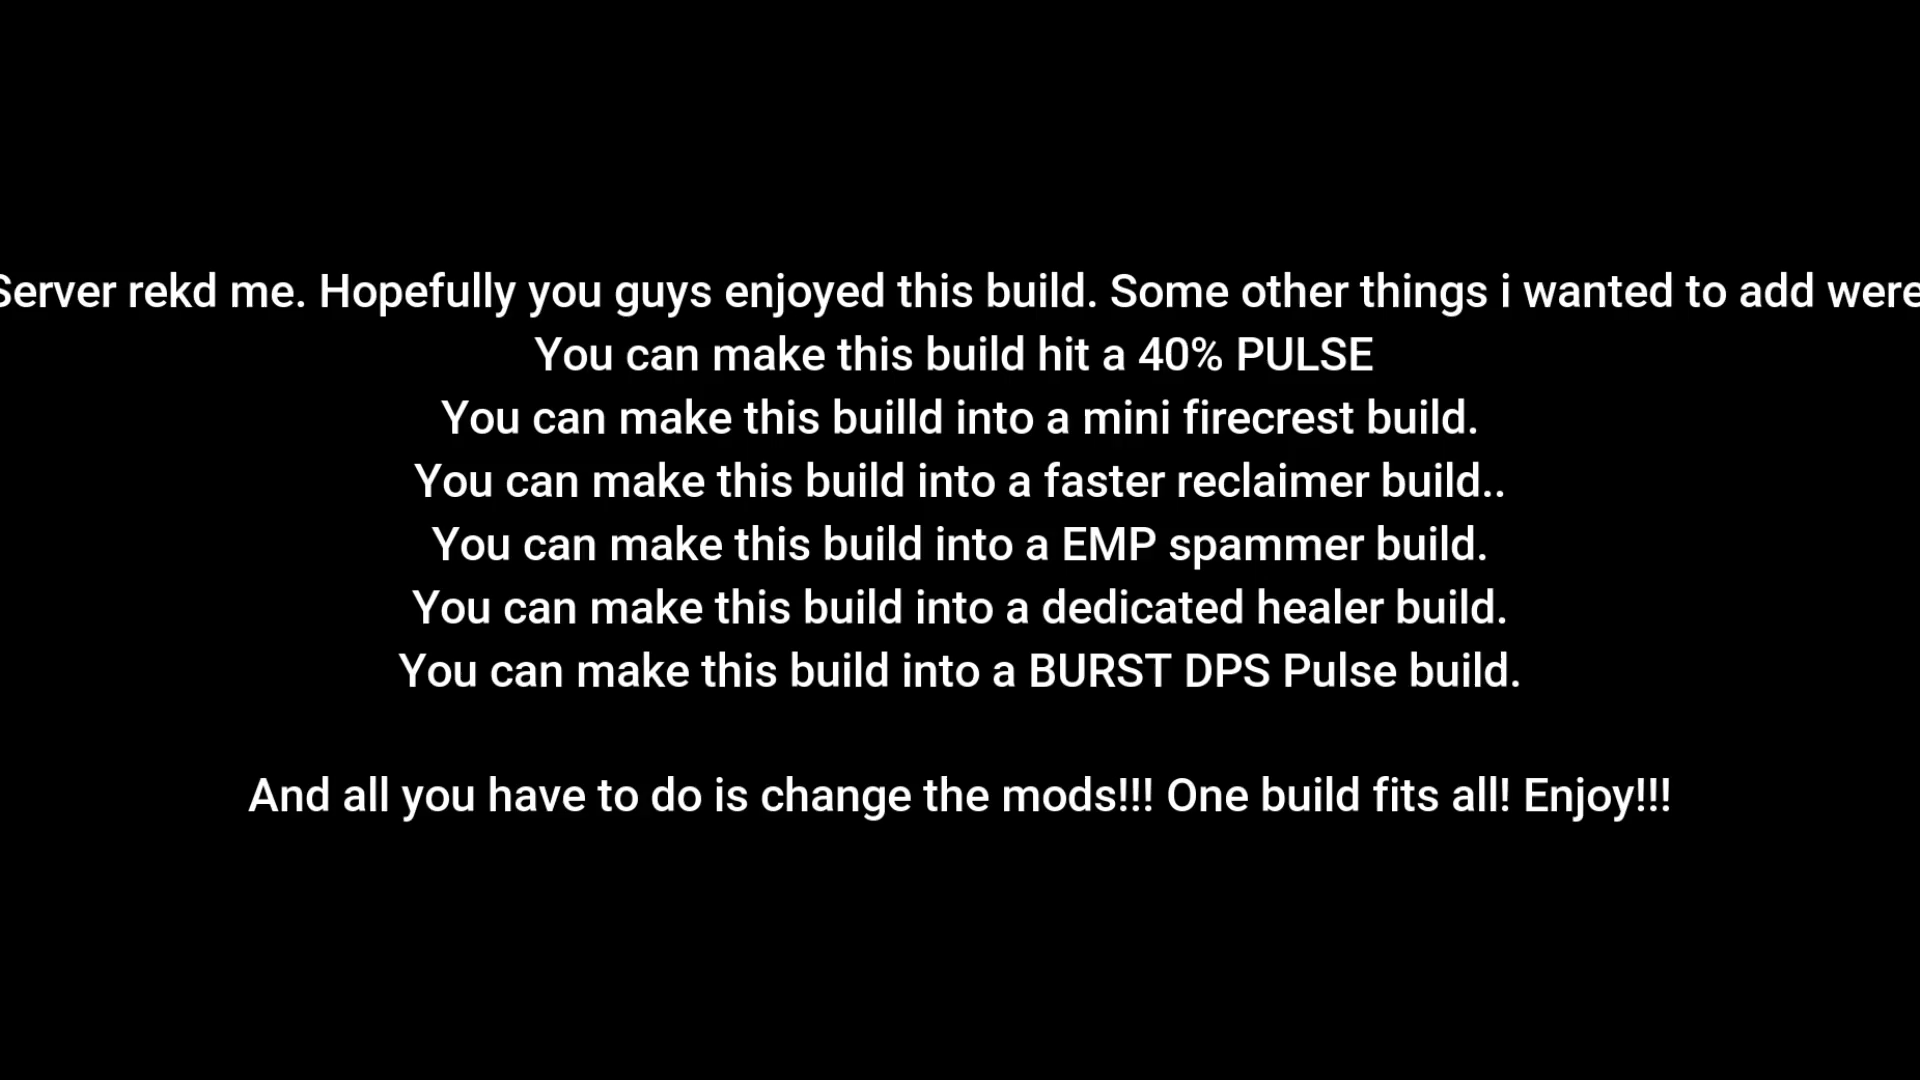 Server rekd me. Hopefully you guys enjoyed this build. Some other things i wanted to add were
You can make this build hit a 40% PULSE
You can make this builld into a mini firecrest build.
You can make this build into a faster reclaimer build..
You can make this build into a EMP spammer build.
You can make this build into a dedicated healer build.
You can make this build into a BURST DPS Pulse build.
And all you have to do is change the mods!!! One build fits all! Enjoy!!!